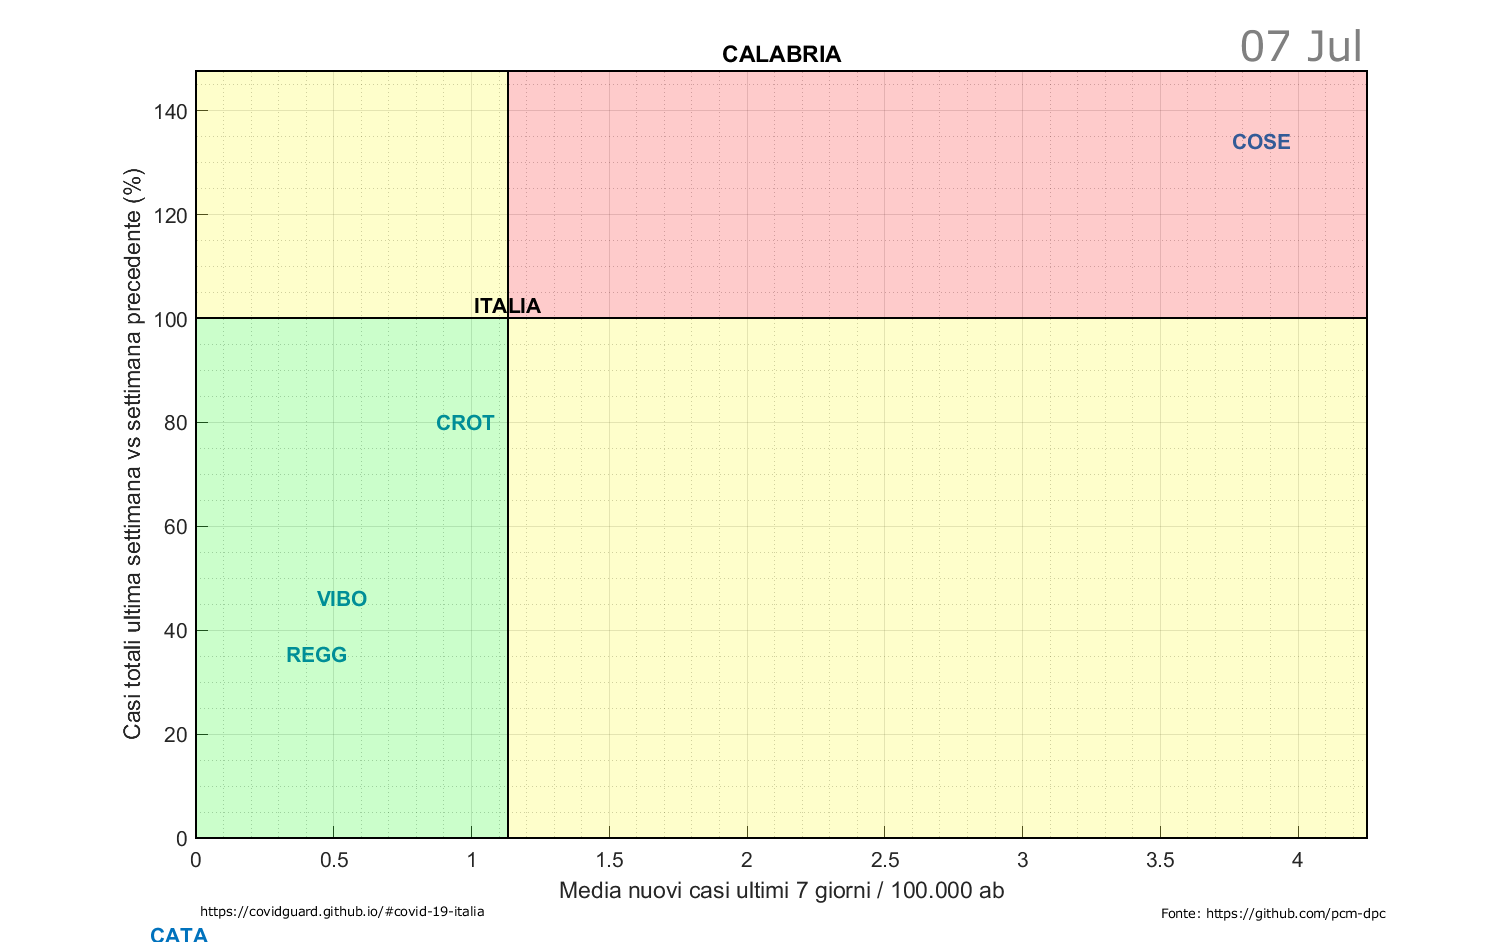 07 Jul
CALABRIA
Casi totali ultima settimana vs settimana precedente (%)
140
COSE
120
ITALIA
100
CROT
80
60
VIBO
40
REGG
20
0
0 0.5 1 1.5 2 2.5 3 3.5 4
Media nuovi casi ultimi 7 giorni / 100.000 ab
https://covidguard.github.io/#covid-19-italia
Fonte: https://github.com/pcm-dpc
CATA